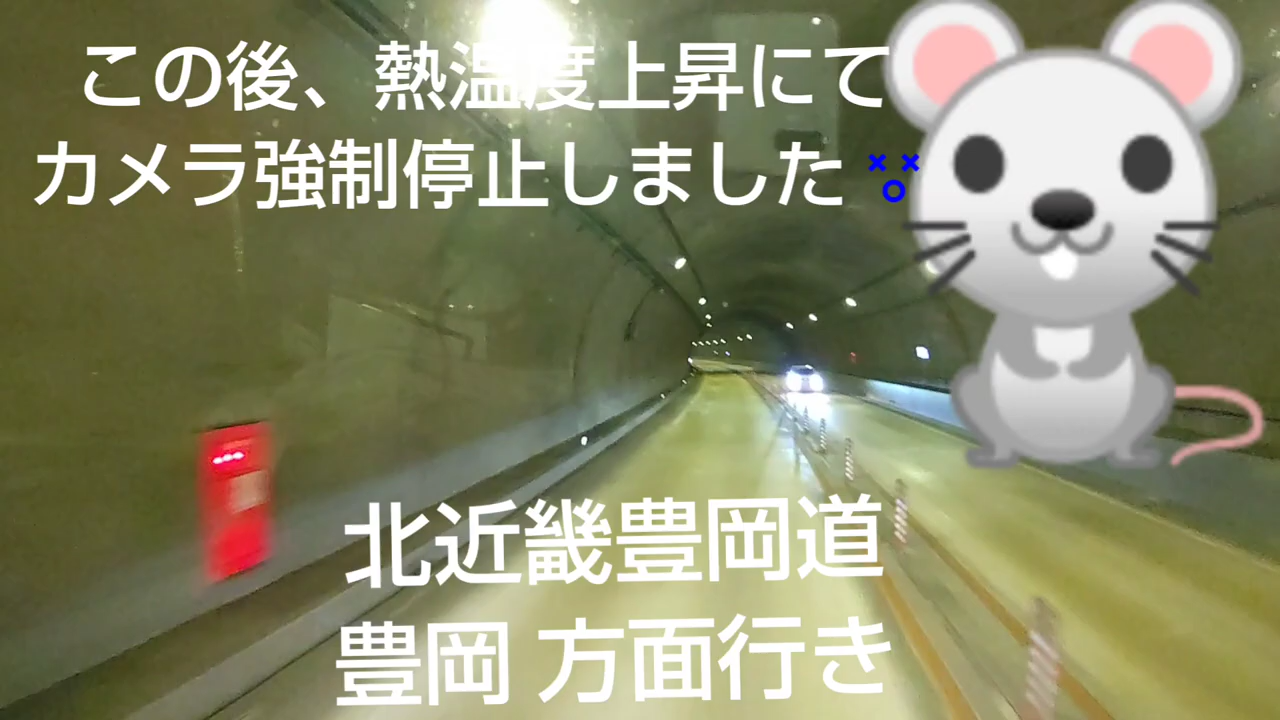 この後、熱温度上昇にて
カメラ強制停止しました
北近畿豊岡道
豊岡 方面行き